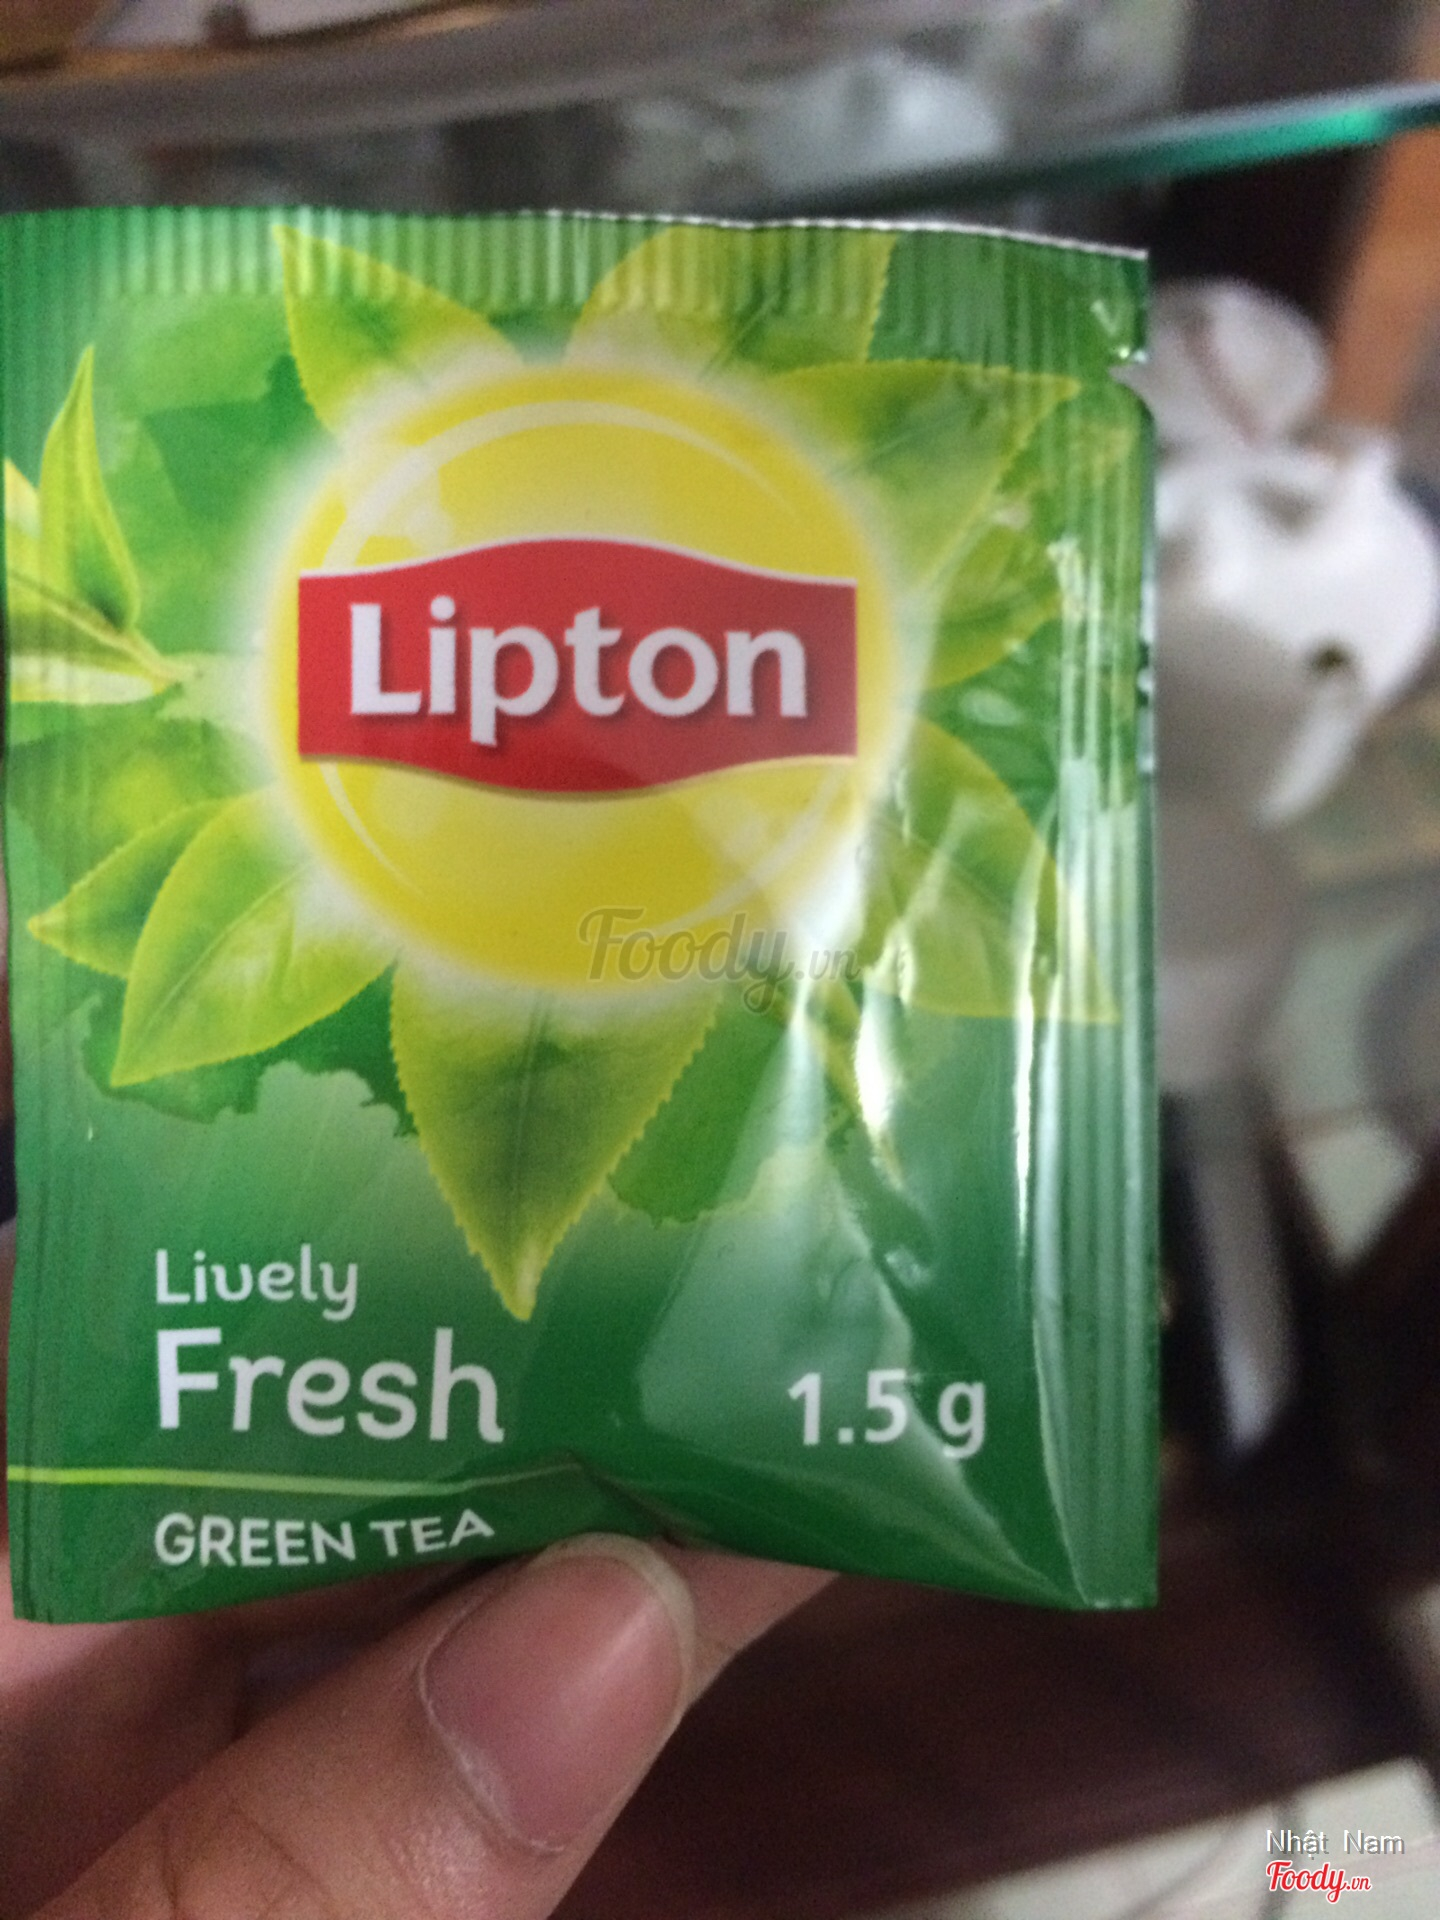 Lipton
Foody.vn
Lively
Fresh
1.5 g
GREEN TEA
Nhật Nam
Foody.vn